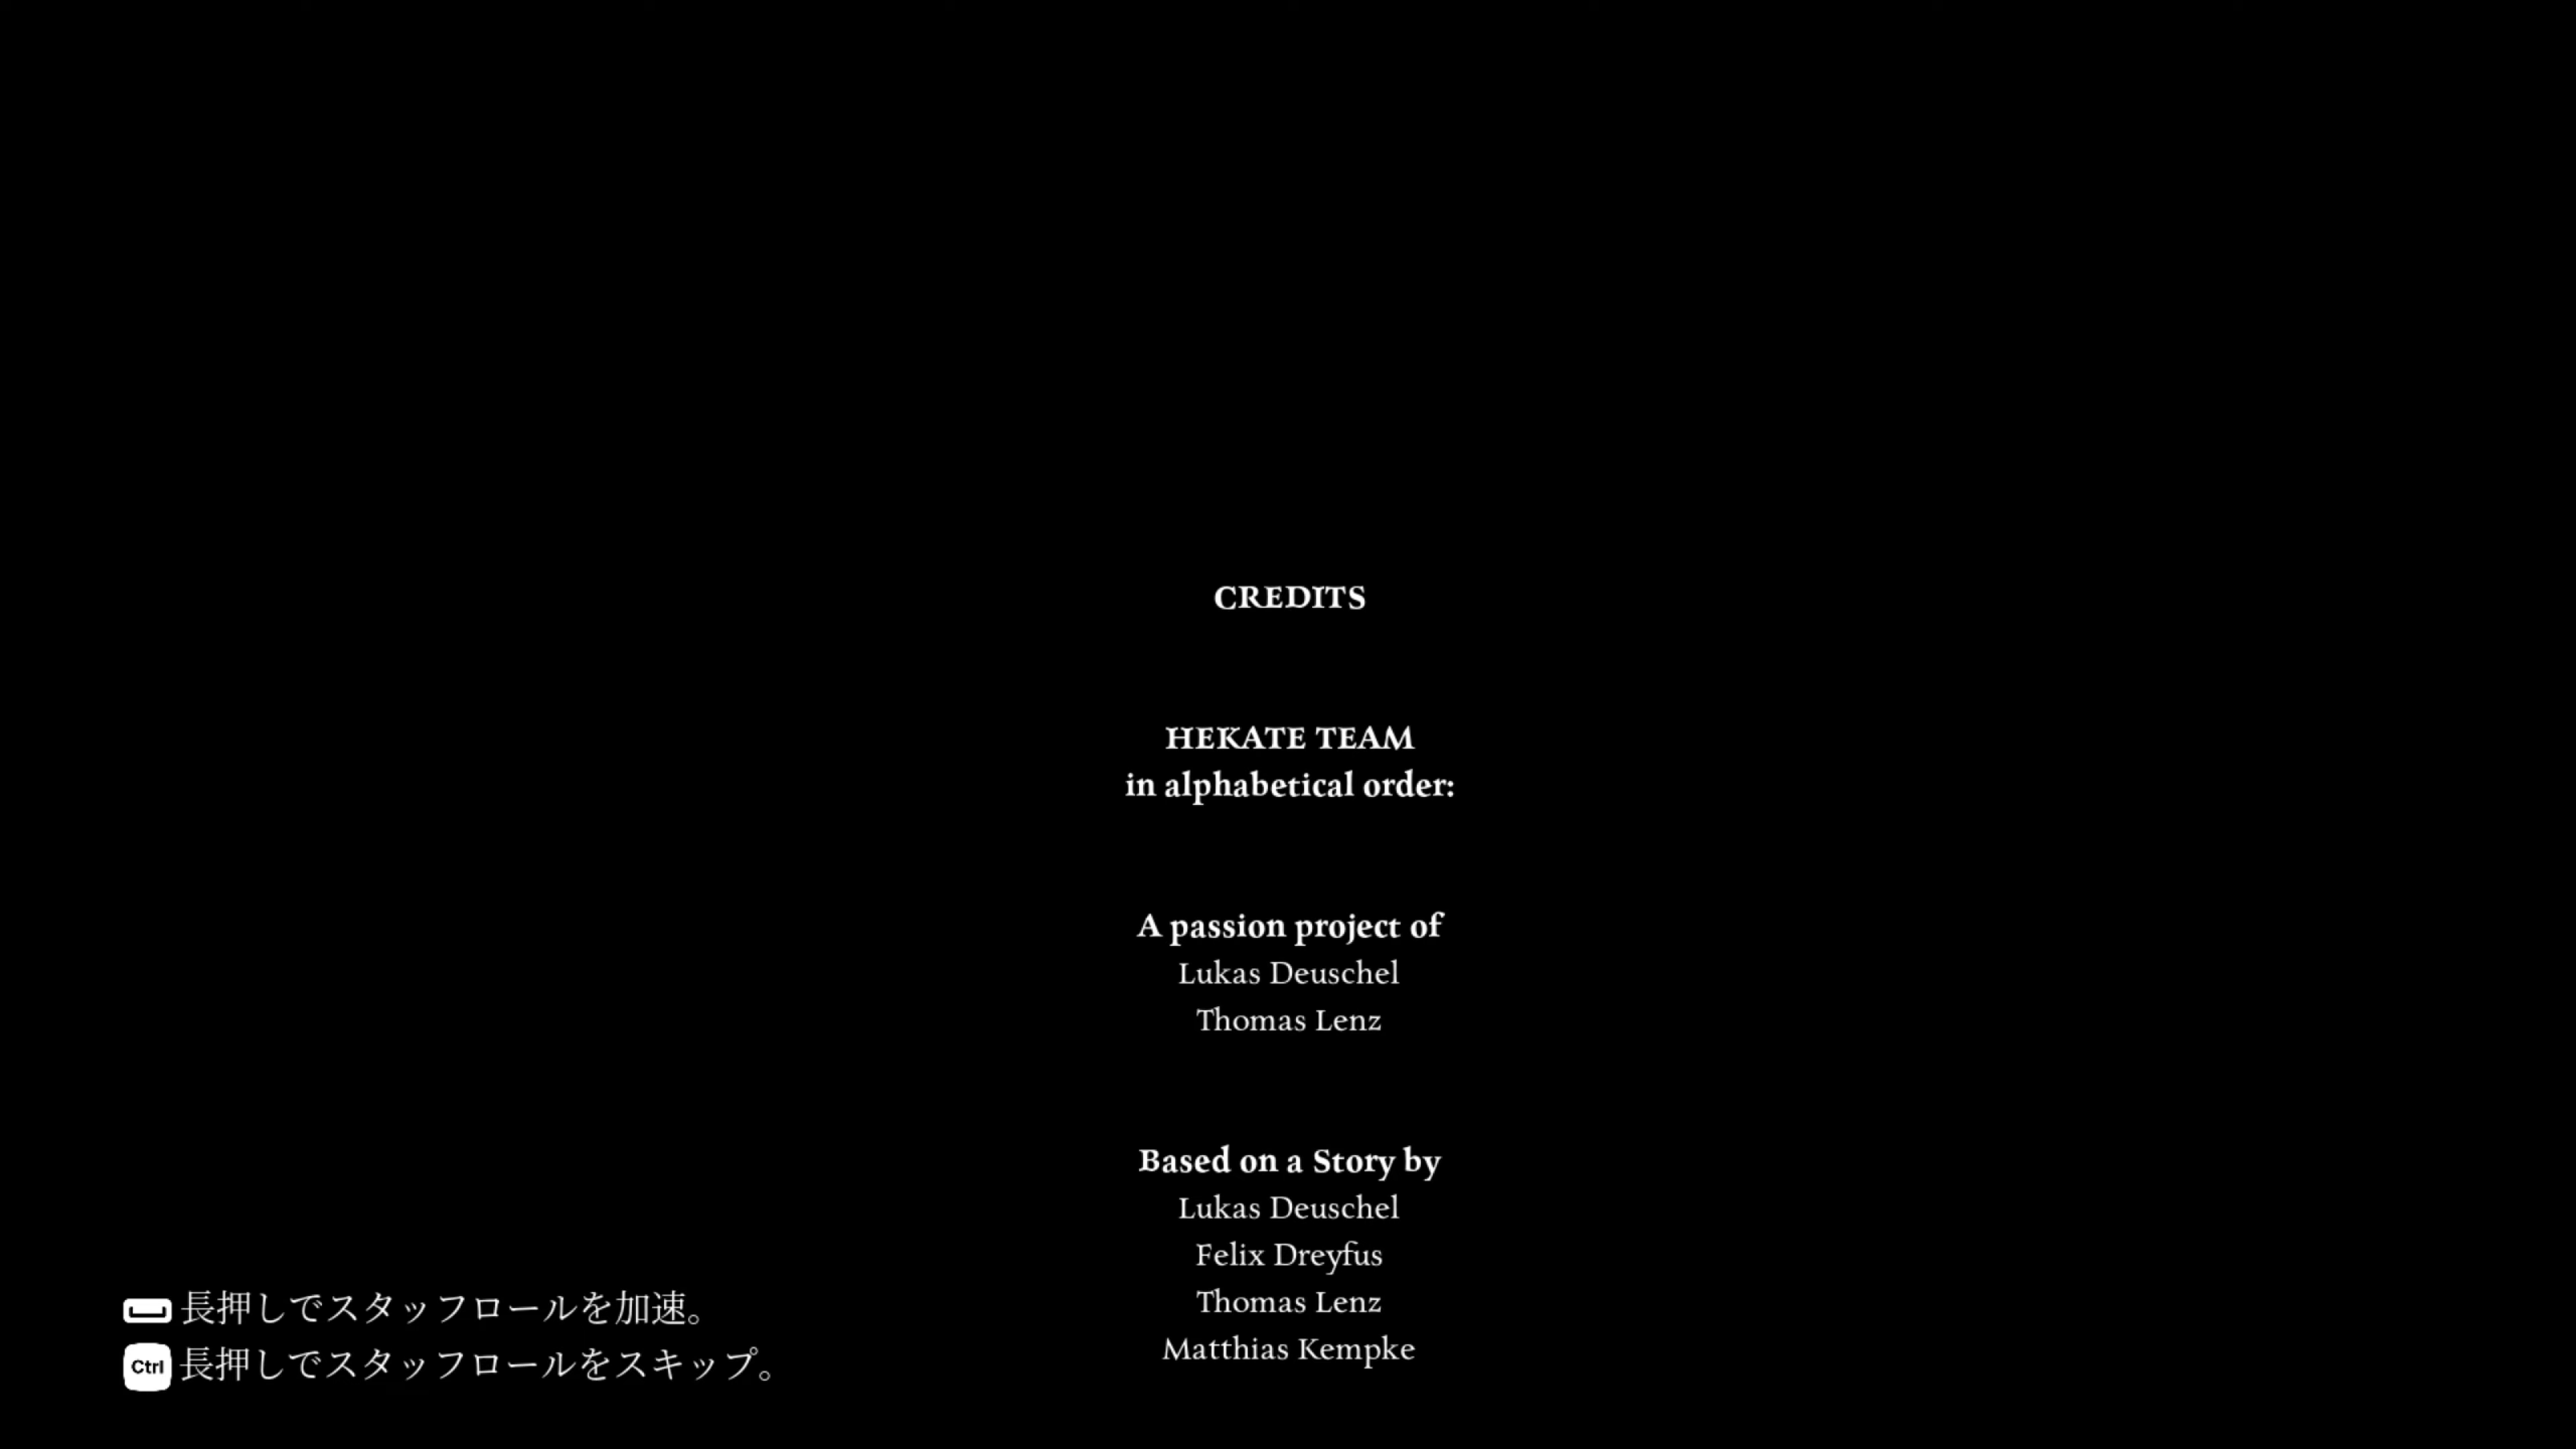 CREDITS
HEKATE TEAM
in alphabetical order:
A passion project of
Lukas Deuschel
Thomas Lenz
Based on a Story by
Lukas Deuschel
Felix Dreyfus
Thomas Lenz
Matthias Kempke
長押しでスタッフロールを加速。
Ctrl 長押しでスタッフロールをスキップ。